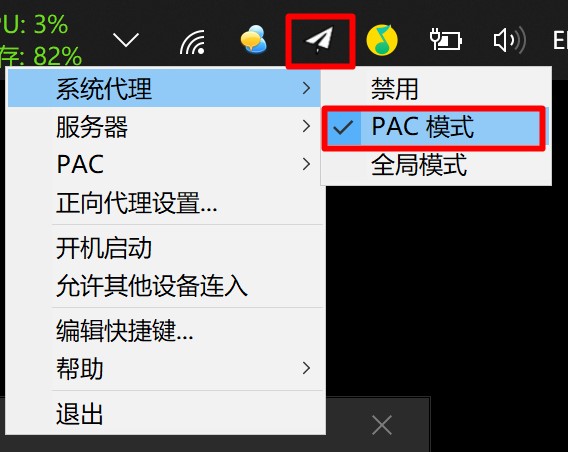 PU: 3%
存: 82%
E
系统代理
禁用
服务器
PAC 模式
PAC
全局模式
正向代理设置...
开机启动
允许其他设备连入
编辑快捷键...
帮助
退出